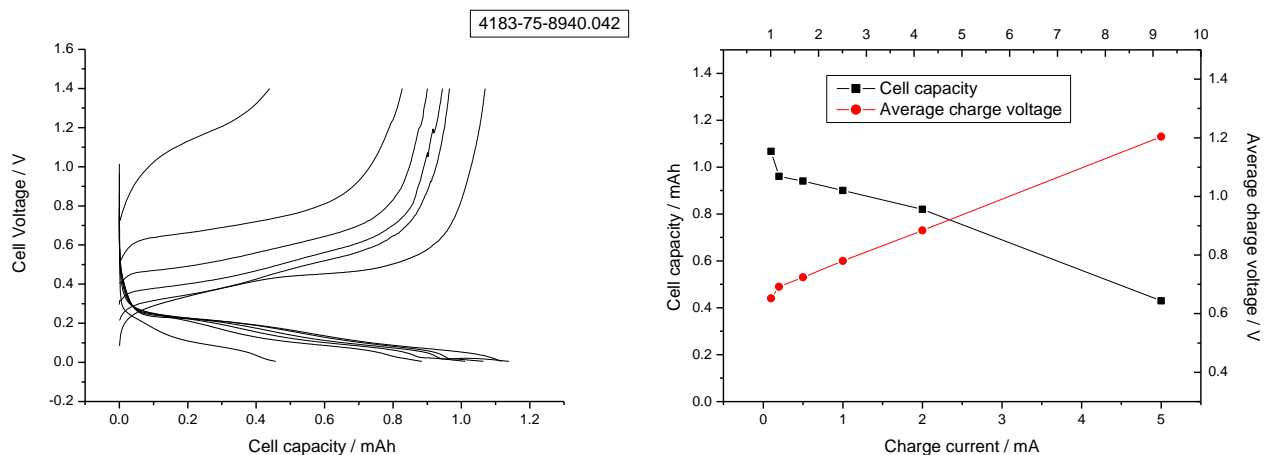 4183-75-8940.042
1.6
1.4
1.2
1.0
0.8
0.6
0.4
0.2
0.0
-0.2
Cell Voltage / V
0.0 0.2 0.4 0.6 0.8 1.0 1.2
Cell capacity / mAh
1 2 3 4 5 6 7 8 9 10
Cell capacity
Average charge voltage
1.4
1.2
1.0
0.8
0.6
0.4
0.2
0.0
Cell capacity / mAh
1.4
1.2
1.0
0.8
0.6
0.4
Average charge voltage / V
0 1 2 3 4 5
Charge current / mA